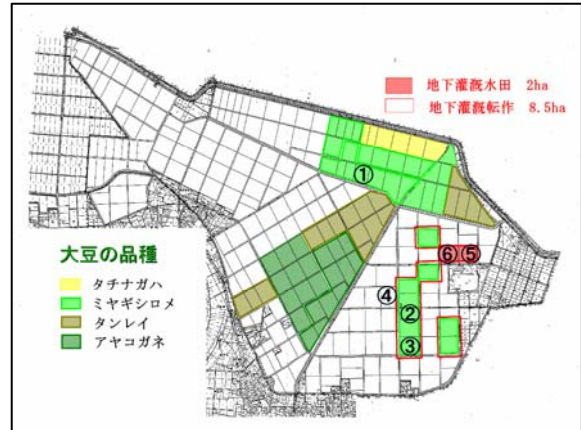 地下灌漑水田 2ha
地下灌漑転作 8.5ha
①
⑥⑤
④
②
③
大豆の品種
タチナガハ
ミヤギシロメ
タンレイ
アヤコガネ